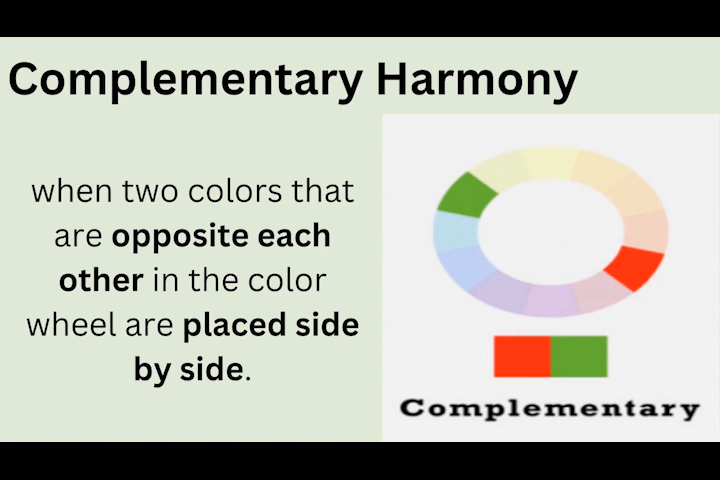 Complementary Harmony
when two colors that
are opposite each
other in the color
wheel are placed side
by side.
Complementary